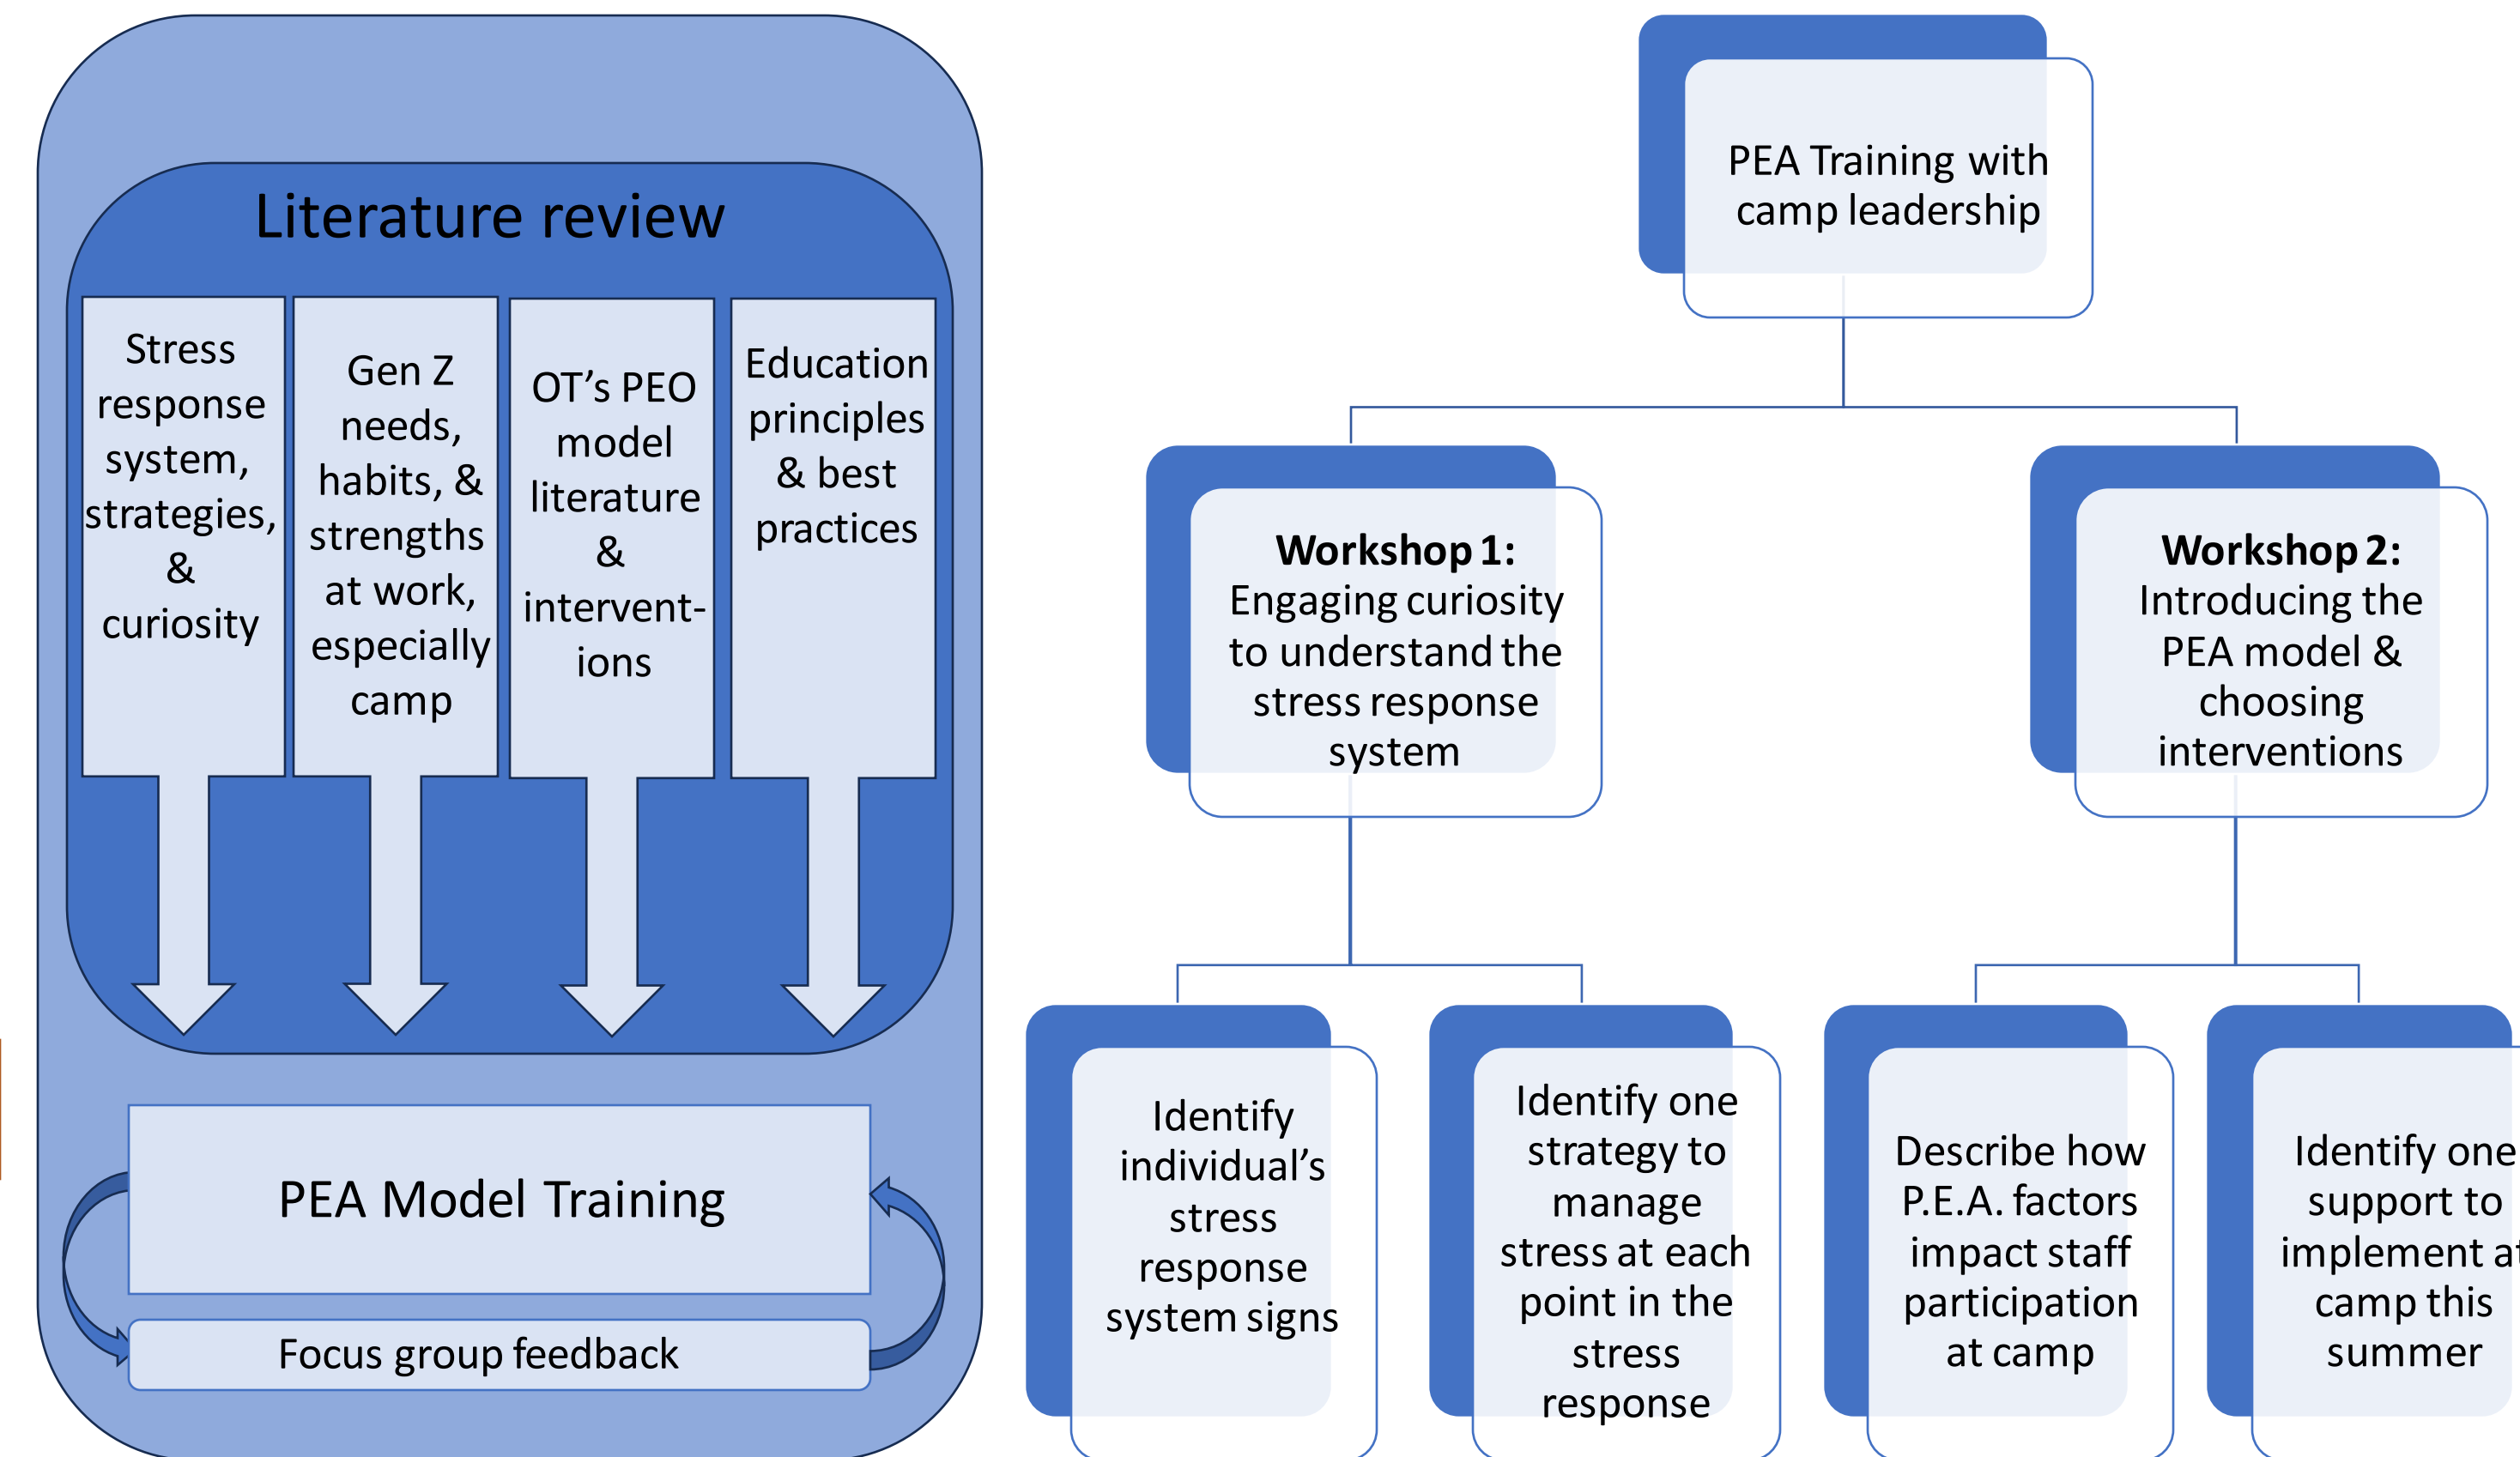 Literature review
Stress
response
system,
strategies,
&
curiosity
Gen Z
needs,
habits, &
strengths
at work,
especially
camp
OT’s PEO
model
literature
&
intervent-
ions
Education
principles
& best
practices
PEA Model Training
Focus group feedback
PEA Training with
camp leadership
Workshop 1:
Engaging curiosity
to understand the
stress response
system
Workshop 2:
Introducing the
PEA model &
choosing
interventions
Identify
individual’s
stress
response
system signs
Identify one
strategy to
manage
stress at each
point in the
stress
response
Describe how
P.E.A. factors
impact staff
participation
at camp
Identify one
support to
implement at
camp this
summer